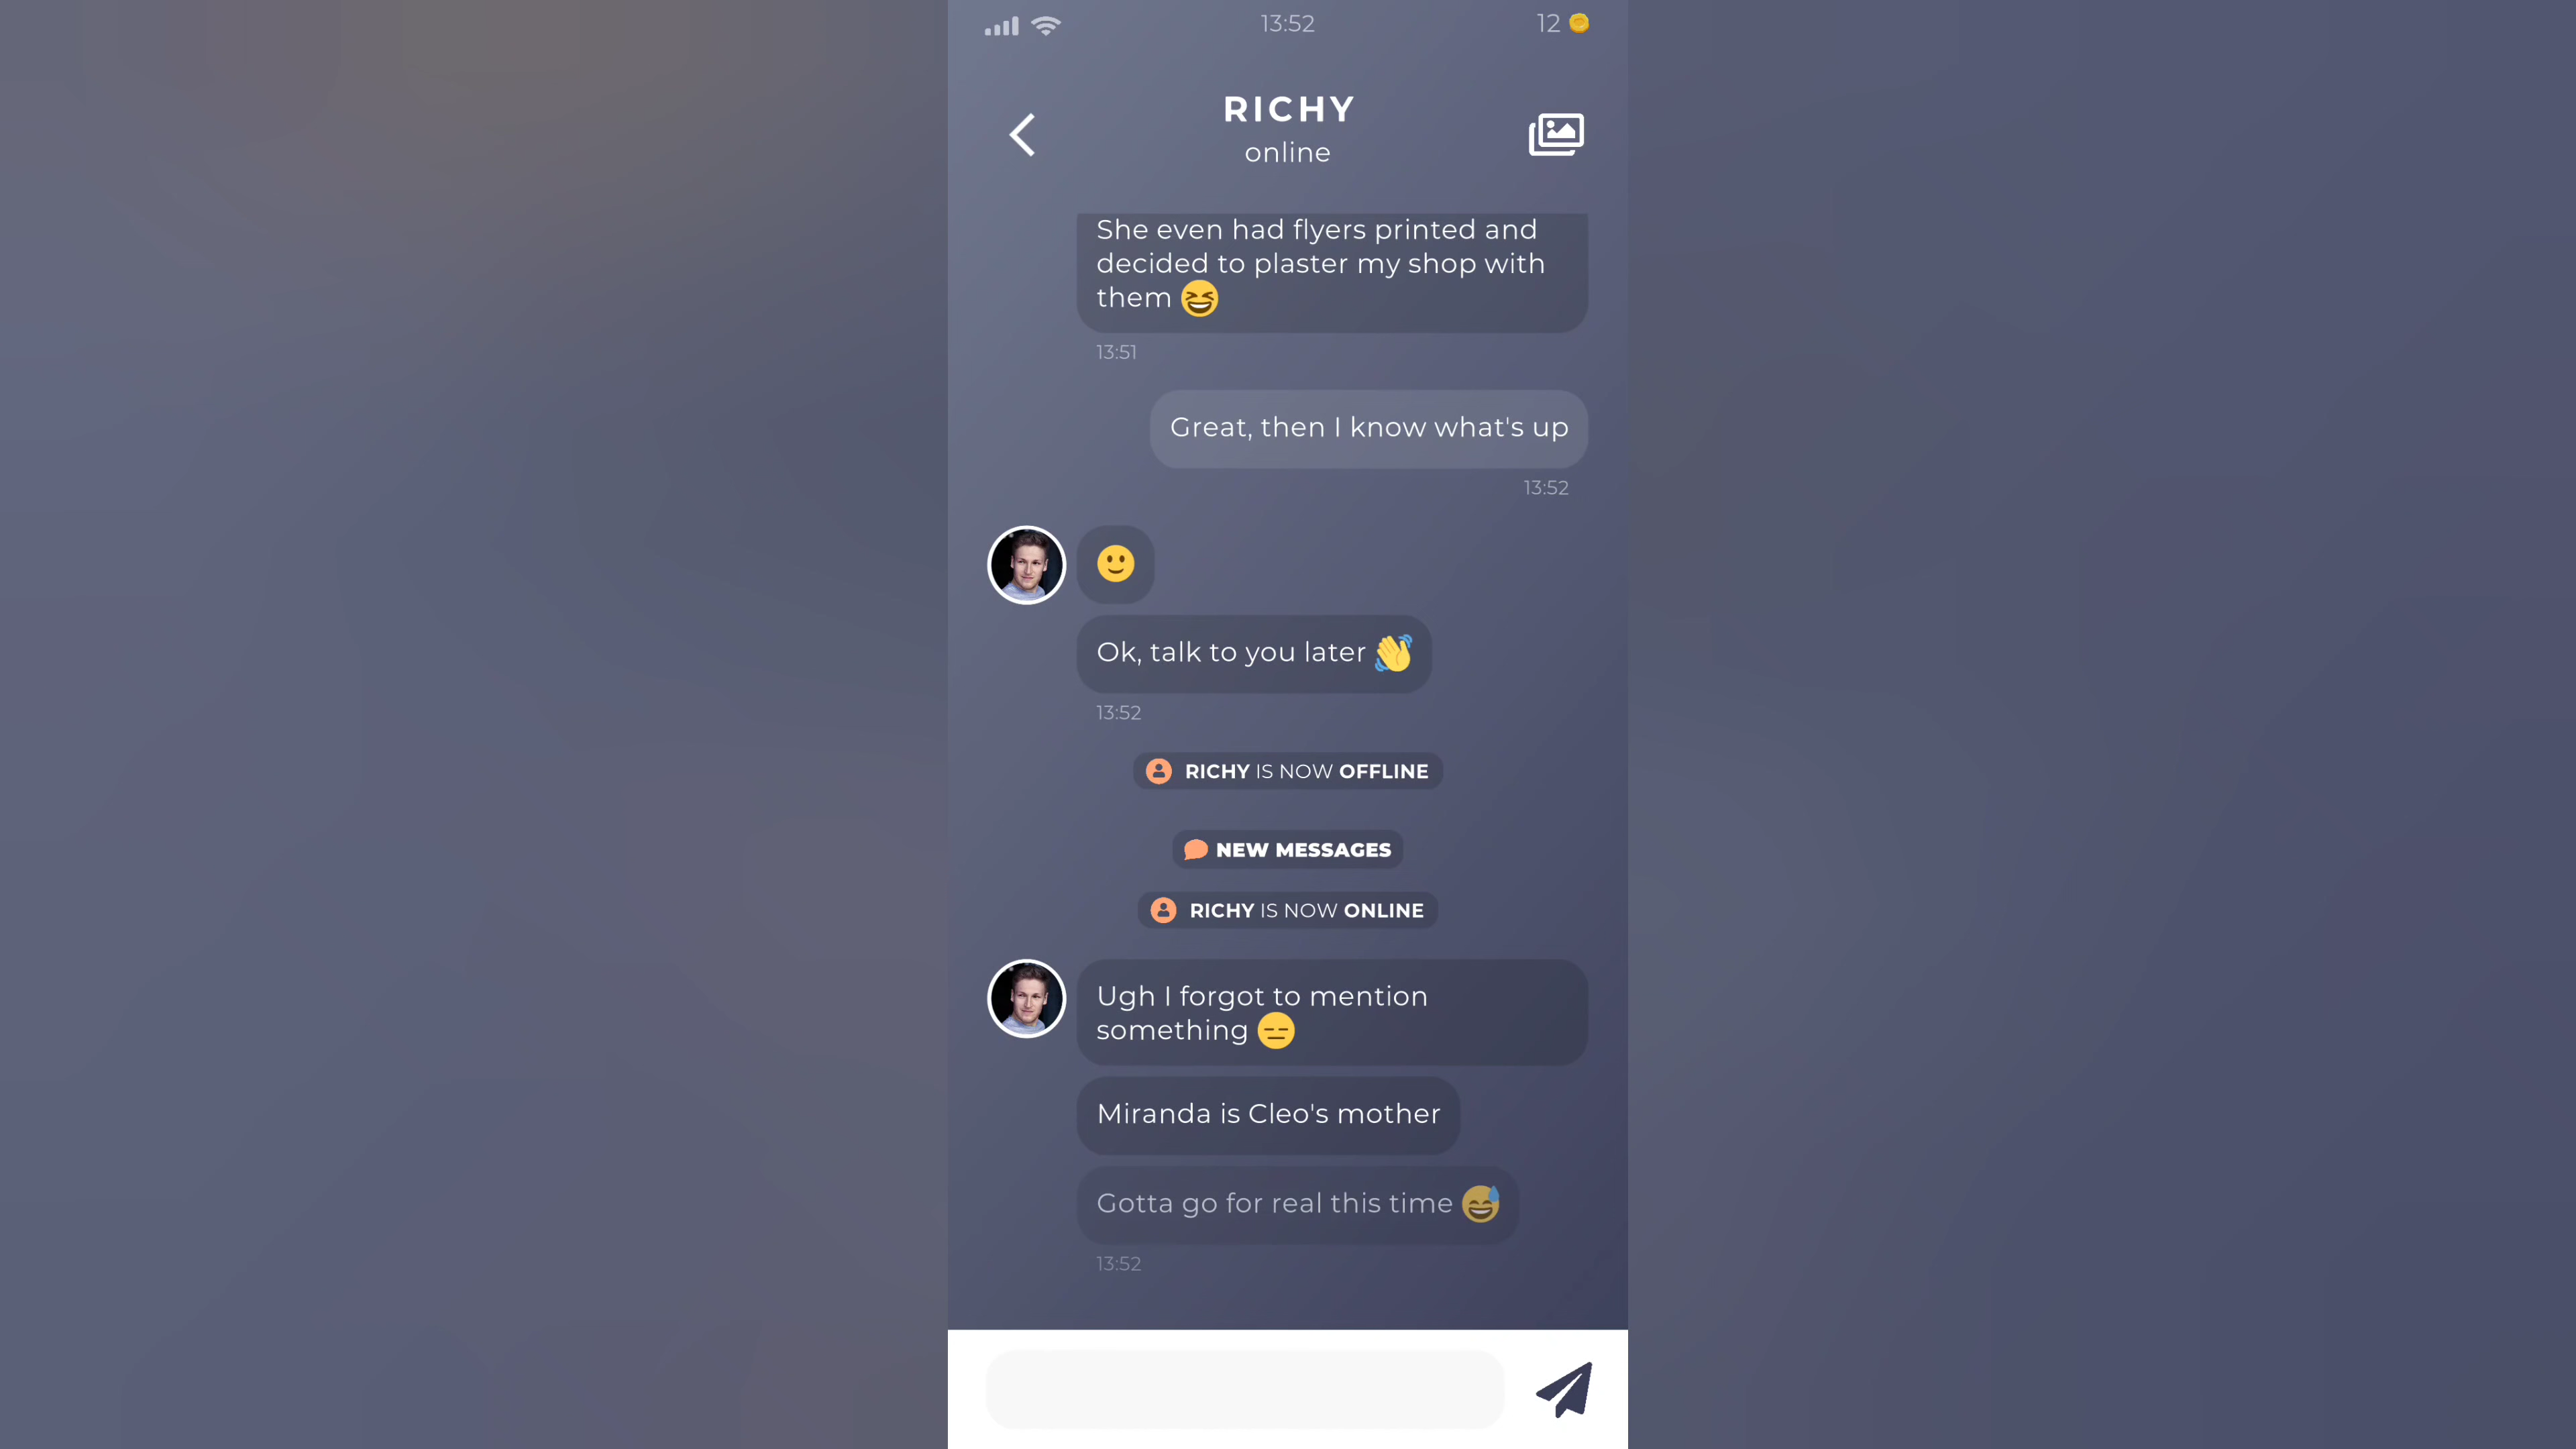 13:52
12
RICHY
online
She even had flyers printed and
decided to plaster my shop with
them 😆
13:51
Great, then I know what's up
13:52
🙂
Ok, talk to you later 👋
13:52
RICHY IS NOW OFFLINE
NEW MESSAGES
RICHY IS NOW ONLINE
Ugh I forgot to mention
something 😑
Miranda is Cleo's mother
Gotta go for real this time 😅
13:52